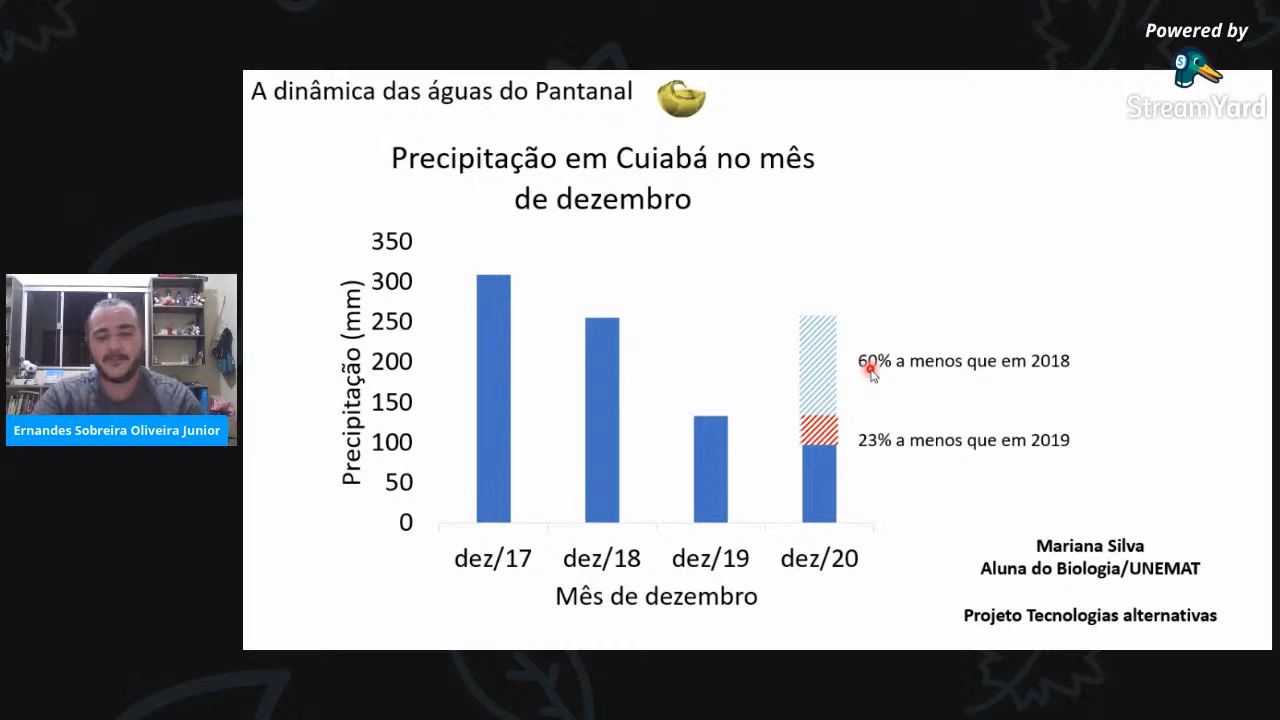 Powered by
StreamYard
A dinâmica das águas do Pantanal
Precipitação em Cuiabá no mês
de dezembro
Precipitação (mm)
350
300
250
200
150
100
50
0
60% a menos que em 2018
23% a menos que em 2019
dez/17 dez/18 dez/19 dez/20
Mês de dezembro
Mariana Silva
Aluna do Biologia/UNEMAT
Projeto Tecnologias alternativas
Ernandes Sobreira Oliveira Junior